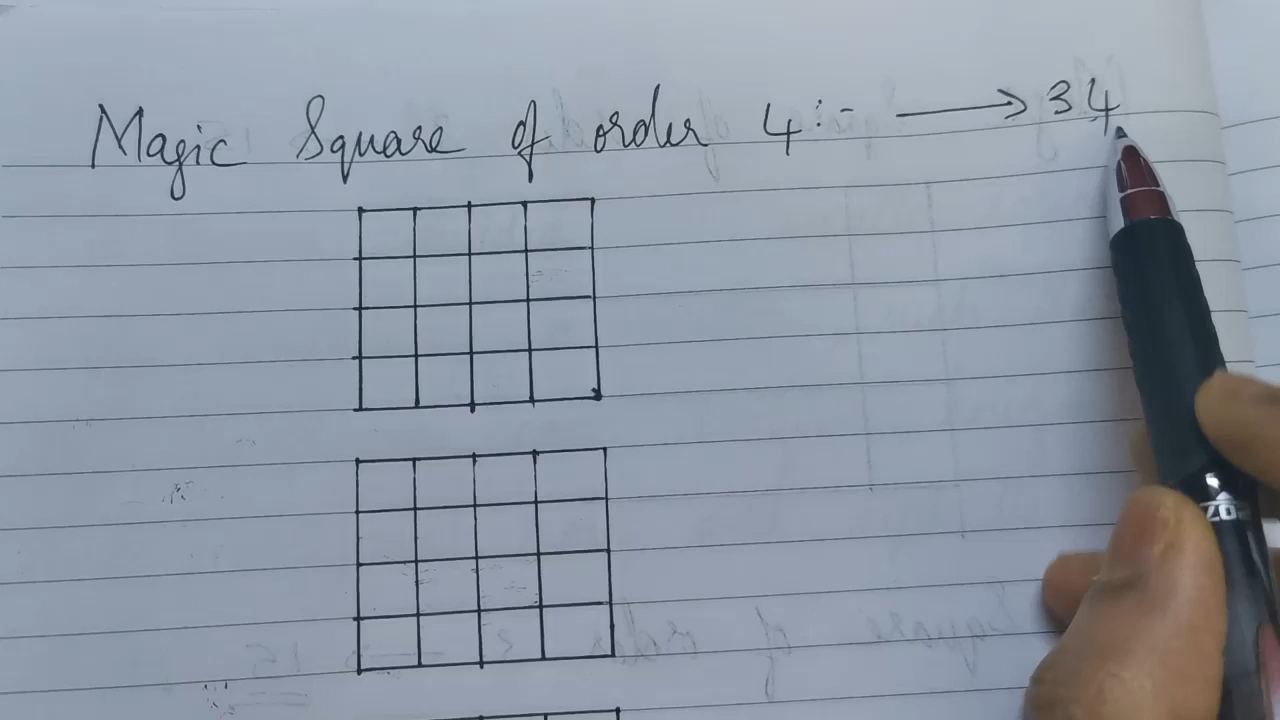 Magic Square of order 4:- → 34